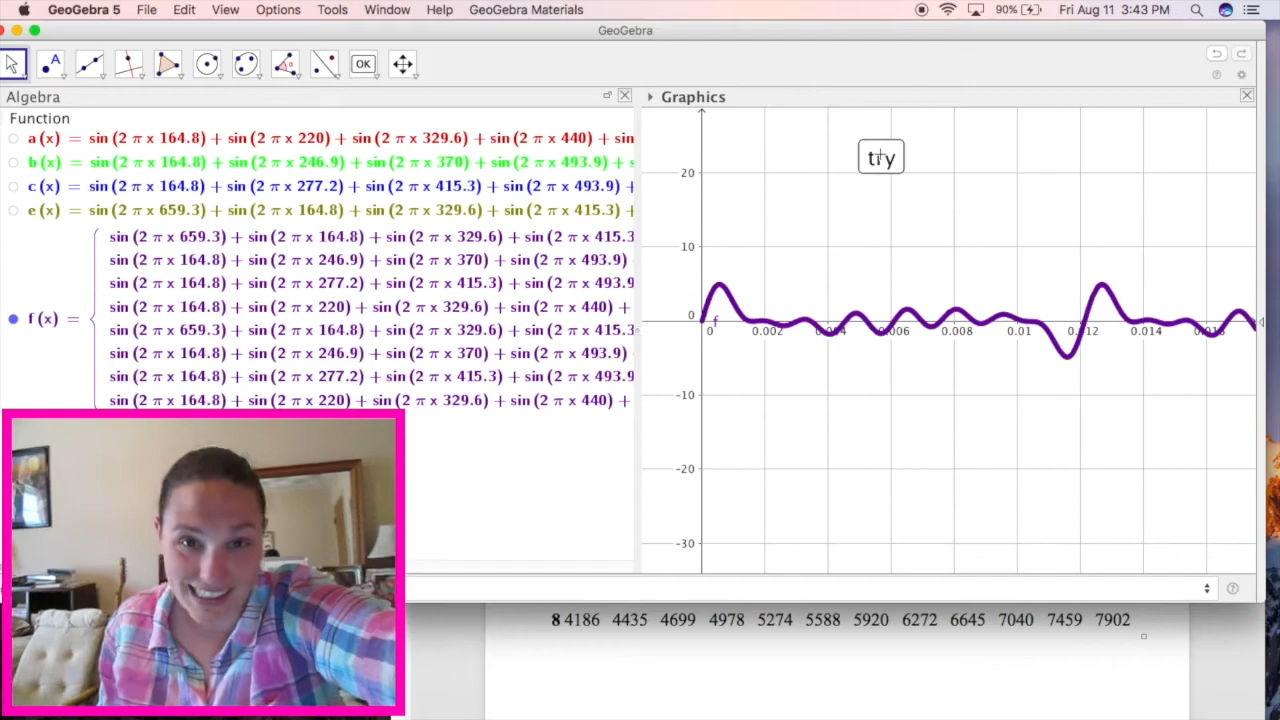 GeoGebra 5 File Edit View Options Tools Window Help GeoGebra Materials 90% Fri Aug 11 3:43 PM
GeoGebra
A OK
Algebra
Graphics
Function
a(x) = sin(2 π x 164.8) + sin(2 π x 220) + sin(2 π x 329.6) + sin(2 π x 440) + sin
b(x) = sin(2 π x 164.8) + sin(2 π x 246.9) + sin(2 π x 370) + sin(2 π x 493.9) + s
c(x) = sin(2 π x 164.8) + sin(2 π x 277.2) + sin(2 π x 415.3) + sin(2 π x 493.9) +
e(x) = sin(2 π x 659.3) + sin(2 π x 164.8) + sin(2 π x 329.6) + sin(2 π x 415.3) +
sin(2 π x 659.3) + sin(2 π x 164.8) + sin(2 π x 329.6) + sin(2 π x 415.3
sin(2 π x 164.8) + sin(2 π x 246.9) + sin(2 π x 370) + sin(2 π x 493.9)
sin(2 π x 164.8) + sin(2 π x 277.2) + sin(2 π x 415.3) + sin(2 π x 493.9
sin(2 π x 164.8) + sin(2 π x 220) + sin(2 π x 329.6) + sin(2 π x 440) +
f(x) =
sin(2 π x 659.3) + sin(2 π x 164.8) + sin(2 π x 329.6) + sin(2 π x 415.3
sin(2 π x 164.8) + sin(2 π x 246.9) + sin(2 π x 370) + sin(2 π x 493.9)
sin(2 π x 164.8) + sin(2 π x 277.2) + sin(2 π x 415.3) + sin(2 π x 493.9
sin(2 π x 164.8) + sin(2 π x 220) + sin(2 π x 329.6) + sin(2 π x 440) +
try
20
10
0
f
0 0.002 0.004 0.006 0.008 0.01 0.012 0.014 0.016
-10
-20
-30
8 4186 4435 4699 4978 5274 5588 5920 6272 6645 7040 7459 7902